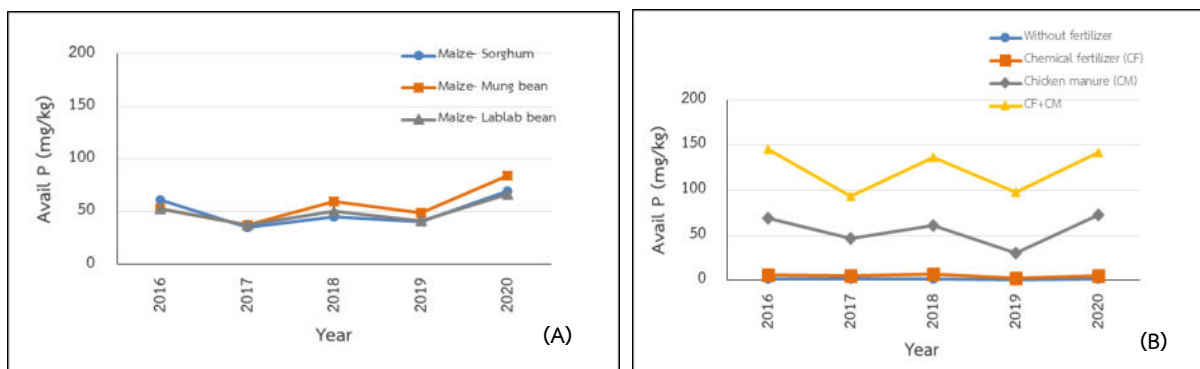 200
150
100
50
0
Avail P (mg/kg)
Maize- Sorghum
Maize- Mung bean
Maize- Lablab bean
2016
2017
2018
2019
2020
Year
(A)
Without fertilizer
Chemical fertilizer (CF)
Chicken manure (CM)
CF+CM
200
150
100
50
0
Avail P (mg/kg)
2016
2017
2018
2019
2020
Year
(B)